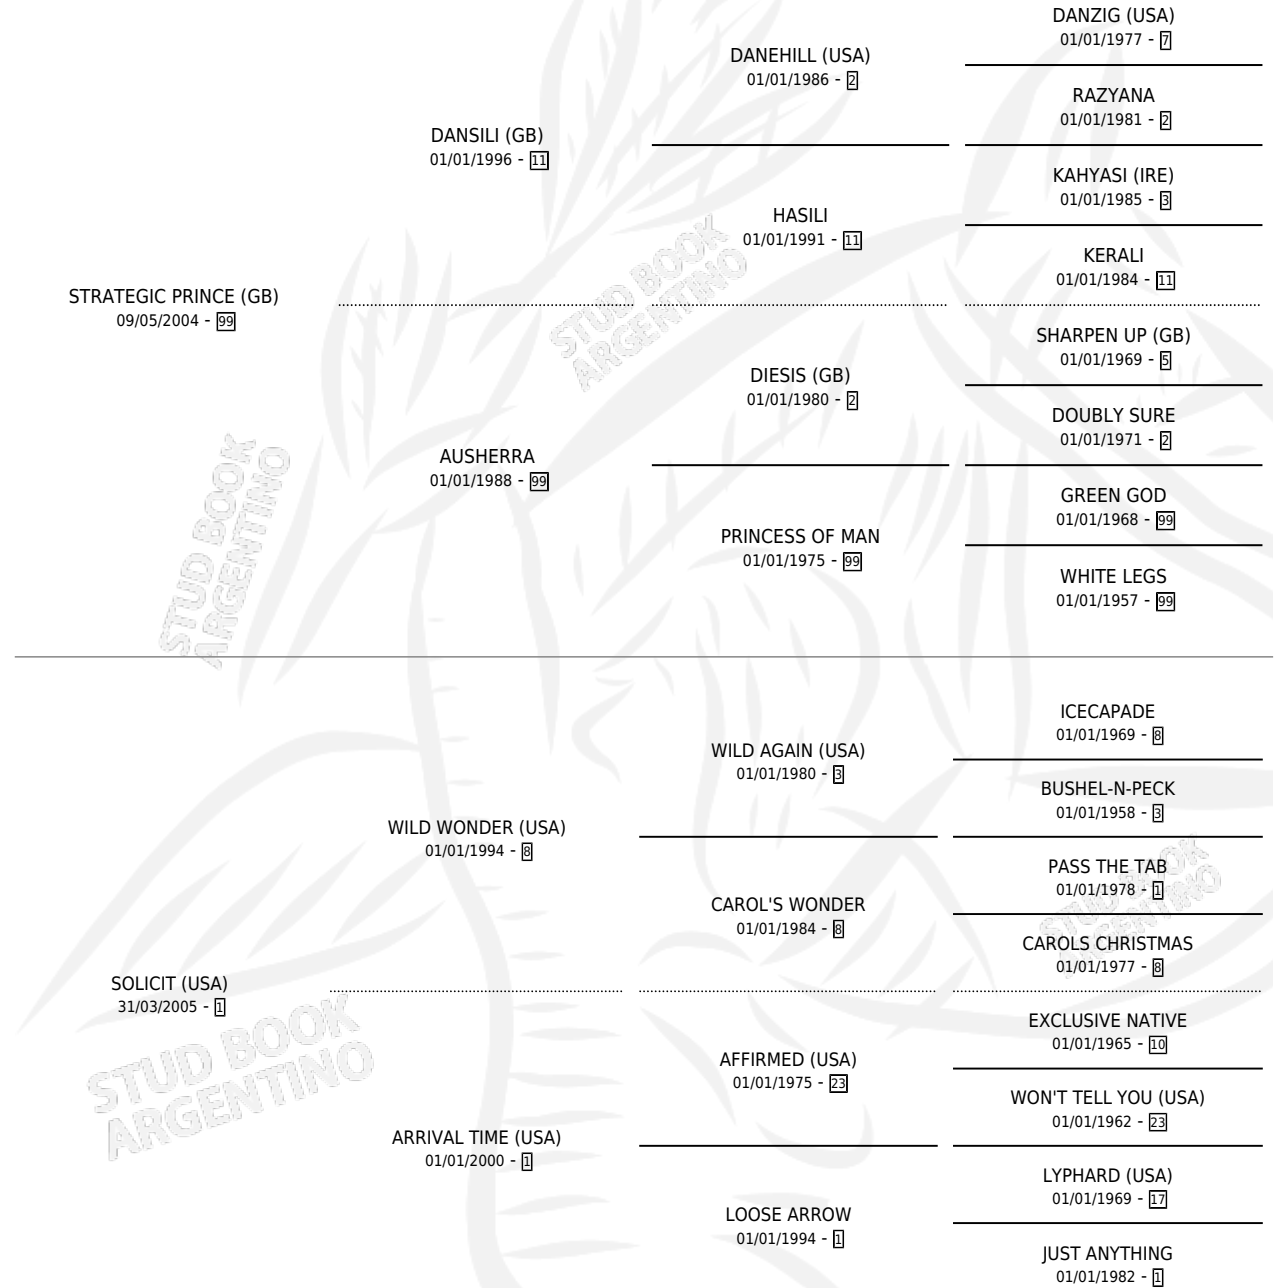 STRATEGIC PRINCE (GB)
09/05/2004 - 99
DANSILI (GB)
01/01/1996 - 11
AUSHERRA
01/01/1988 - 99
DANEHILL (USA)
01/01/1986 - 2
HASILI
01/01/1991 - 11
DIESIS (GB)
01/01/1980 - 2
PRINCESS OF MAN
01/01/1975 - 99
DANZIG (USA)
01/01/1977 - 7
RAZYANA
01/01/1981 - 2
KAHYASI (IRE)
01/01/1985 - 3
KERALI
01/01/1984 - 11
SHARPEN UP (GB)
01/01/1969 - 5
DOUBLY SURE
01/01/1971 - 2
GREEN GOD
01/01/1968 - 99
WHITE LEGS
01/01/1957 - 99
SOLICIT (USA)
31/03/2005 - 1
WILD WONDER (USA)
01/01/1994 - 8
ARRIVAL TIME (USA)
01/01/2000 - 1
WILD AGAIN (USA)
01/01/1980 - 3
CAROL'S WONDER
01/01/1984 - 8
AFFIRMED (USA)
01/01/1975 - 23
LOOSE ARROW
01/01/1994 - 1
ICECAPADE
01/01/1969 - 8
BUSHEL-N-PECK
01/01/1958 - 3
PASS THE TAB
01/01/1978 - 1
CAROLS CHRISTMAS
01/01/1977 - 8
EXCLUSIVE NATIVE
01/01/1965 - 10
WON'T TELL YOU (USA)
01/01/1962 - 23
LYPHARD (USA)
01/01/1969 - 17
JUST ANYTHING
01/01/1982 - 1
STUD BOOK
ARGENTINO
STUD BOOK
ARGENTINO
STUD BOOK
ARGENTINO
STUD BOOK
ARGENTINO